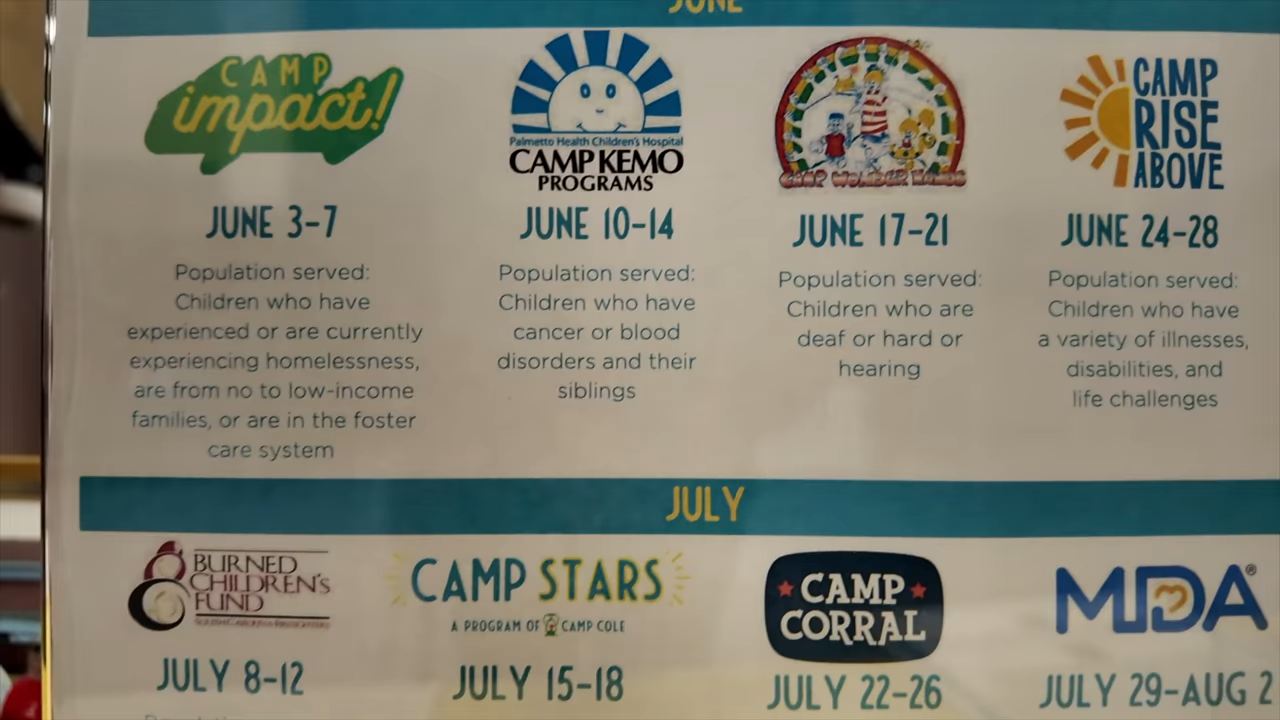 JUNE
CAMP
impact!
Palmetto Health Children's Hospital
CAMP KEMO
PROGRAMS
CAMP WONDER HANDS
CAMP
RISE
ABOVE
JUNE 3-7
JUNE 10-14
JUNE 17-21
JUNE 24-28
Population served:
Children who have
experienced or are currently
experiencing homelessness,
are from no to low-income
families, or are in the foster
care system
Population served:
Children who have
cancer or blood
disorders and their
siblings
Population served:
Children who are
deaf or hard or
hearing
Population served:
Children who have
a variety of illnesses,
disabilities, and
life challenges
JULY
BURNED
CHILDREN'S
FUND
CAMP STARS
A PROGRAM OF CAMP COLE
CAMP
CORRAL
MDA®
JULY 8-12
JULY 15-18
JULY 22-26
JULY 29-AUG 2